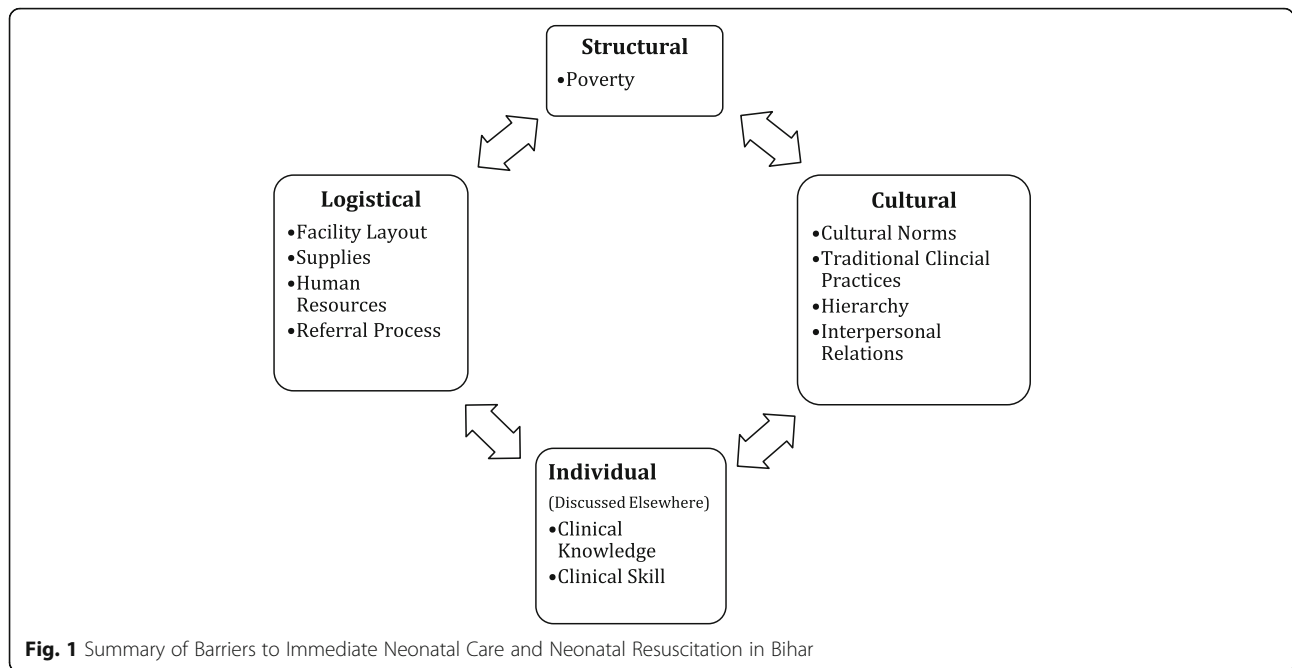 Structural
•Poverty
Logistical
•Facility Layout
•Supplies
•Human
Resources
•Referral Process
Cultural
•Cultural Norms
•Traditional Clincial
Practices
•Hierarchy
•Interpersonal
Relations
Individual
(Discussed Elsewhere)
•Clinical
Knowledge
•Clinical Skill
Fig. 1 Summary of Barriers to Immediate Neonatal Care and Neonatal Resuscitation in Bihar